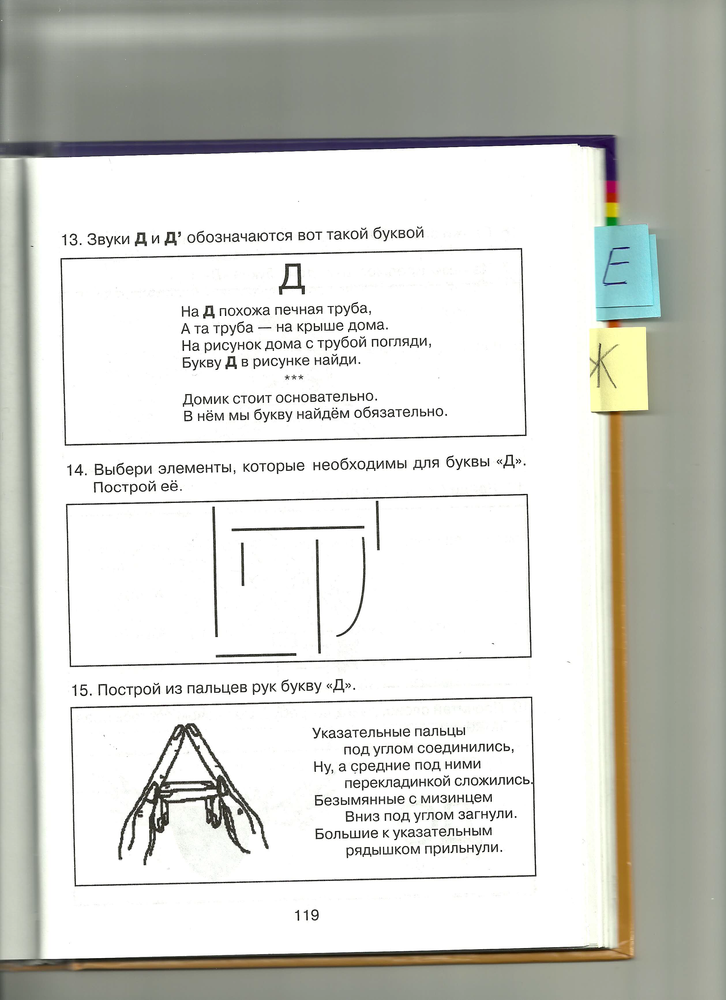 13. Звуки Д и Д’ обозначаются вот такой буквой
Д
На Д похожа печная труба,
А та труба — на крыше дома.
На рисунок дома с трубой погляди,
Букву Д в рисунке найди.
***
Домик стоит основательно.
В нём мы букву найдём обязательно.
14. Выбери элементы, которые необходимы для буквы «Д».
Построй её.
15. Построй из пальцев рук букву «Д».
Указательные пальцы
под углом соединились,
Ну, а средние под ними
перекладинкой сложились.
Безымянные с мизинцем
Вниз под углом загнули.
Большие к указательным
рядышком прильнули.
119
Е
Ж